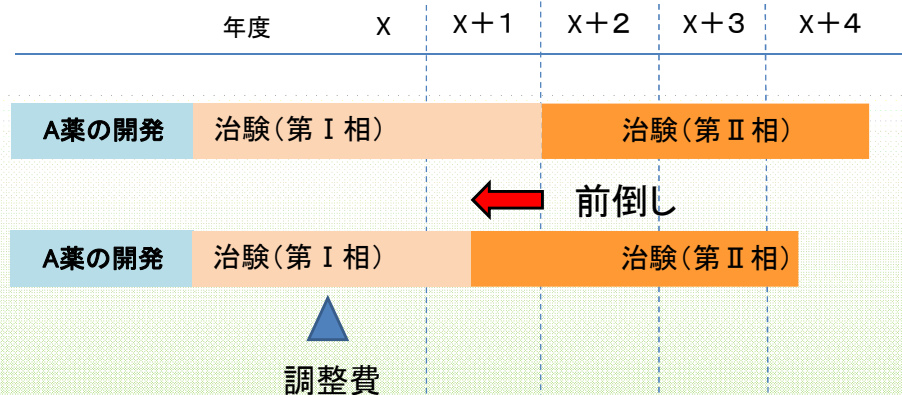 年度 X X+1 X+2 X+3 X+4
A薬の開発 治験(第Ⅰ相) 治験(第Ⅱ相)
前倒し
A薬の開発 治験(第Ⅰ相) 治験(第Ⅱ相)
調整費